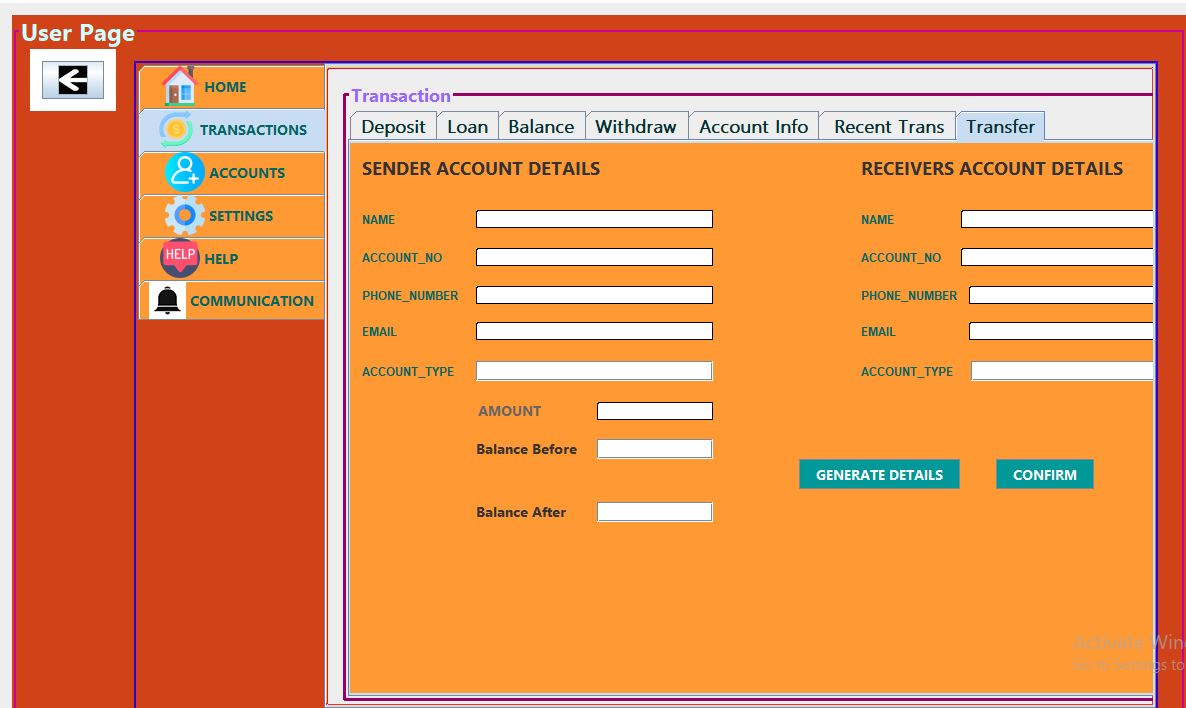 User Page
HOME
TRANSACTIONS
ACCOUNTS
SETTINGS
HELP
HELP
COMMUNICATION
Transaction
Deposit Loan Balance Withdraw Account Info Recent Trans Transfer
SENDER ACCOUNT DETAILS
NAME
ACCOUNT_NO
PHONE_NUMBER
EMAIL
ACCOUNT_TYPE
AMOUNT
Balance Before
Balance After
RECEIVERS ACCOUNT DETAILS
NAME
ACCOUNT_NO
PHONE_NUMBER
EMAIL
ACCOUNT_TYPE
GENERATE DETAILS CONFIRM
Activate Win
Go to Settings to